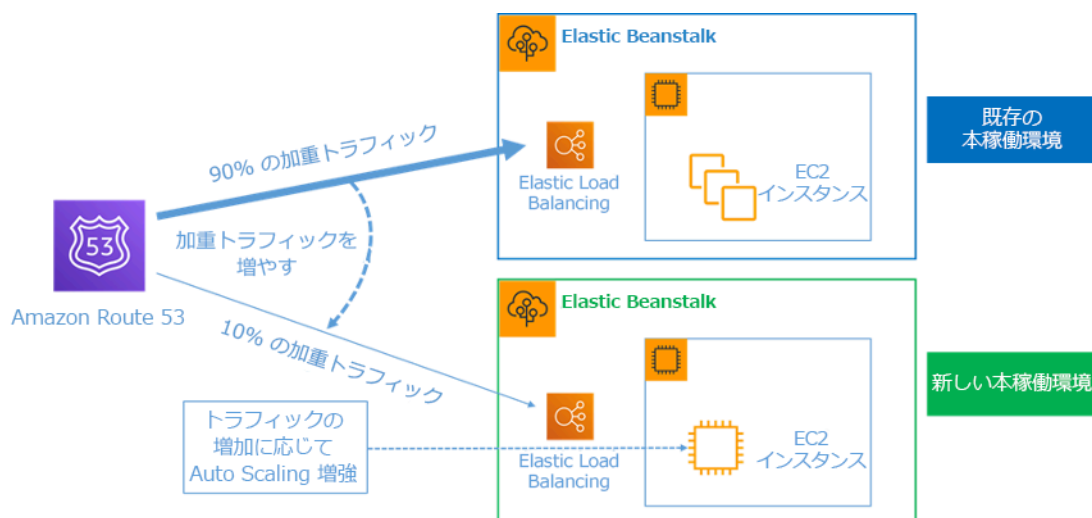 Elastic Beanstalk
既存の
本稼働環境
90% の加重トラフィック
Elastic Load
Balancing
EC2
インスタンス
53
加重トラフィックを
増やす
Amazon Route 53
Elastic Beanstalk
10% の加重トラフィック
新しい本稼働環境
トラフィックの
増加に応じて
Auto Scaling 増強
Elastic Load
Balancing
EC2
インスタンス